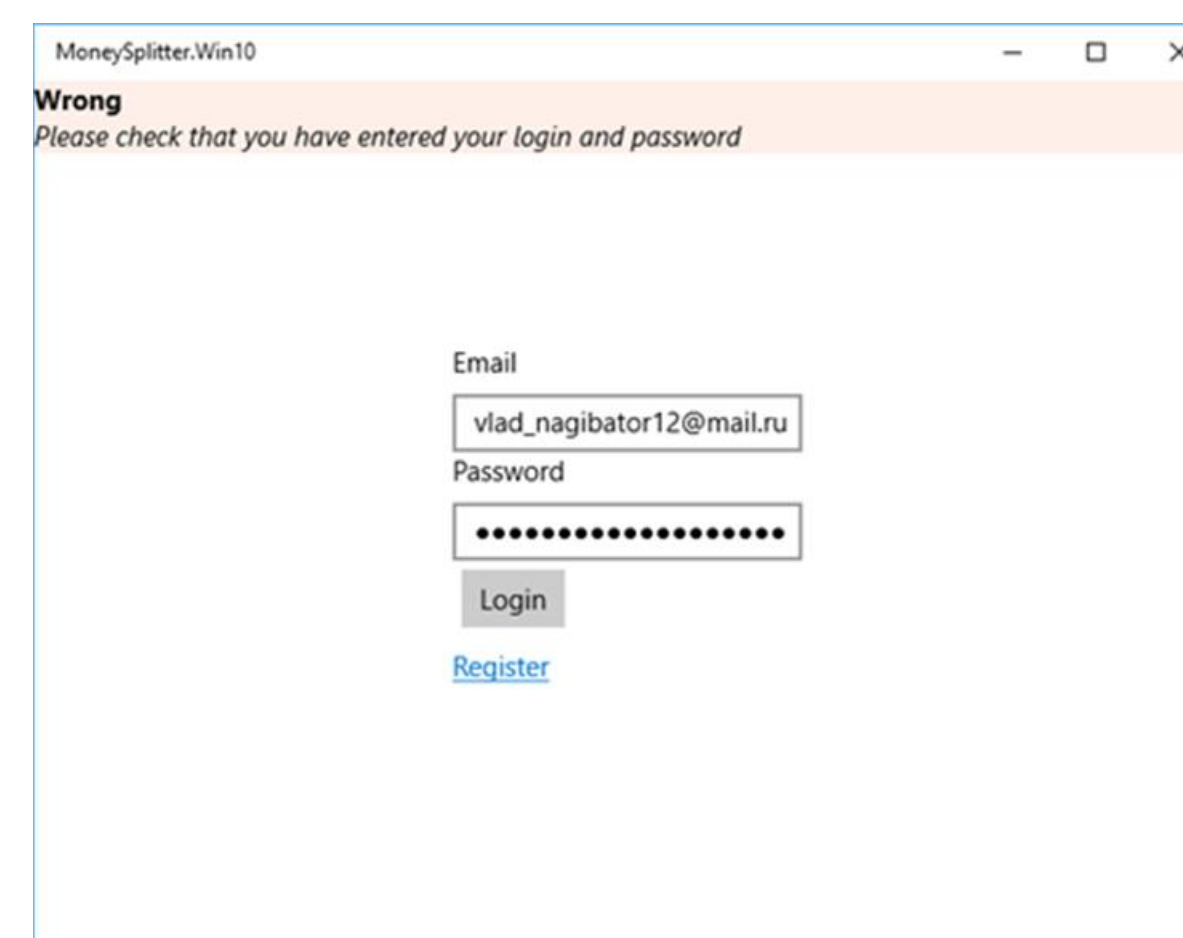 MoneySplitter.Win10
Wrong
Please check that you have entered your login and password
Email
vlad_nagibator12@mail.ru
Password
•••••••••••••••••••
Login
Register